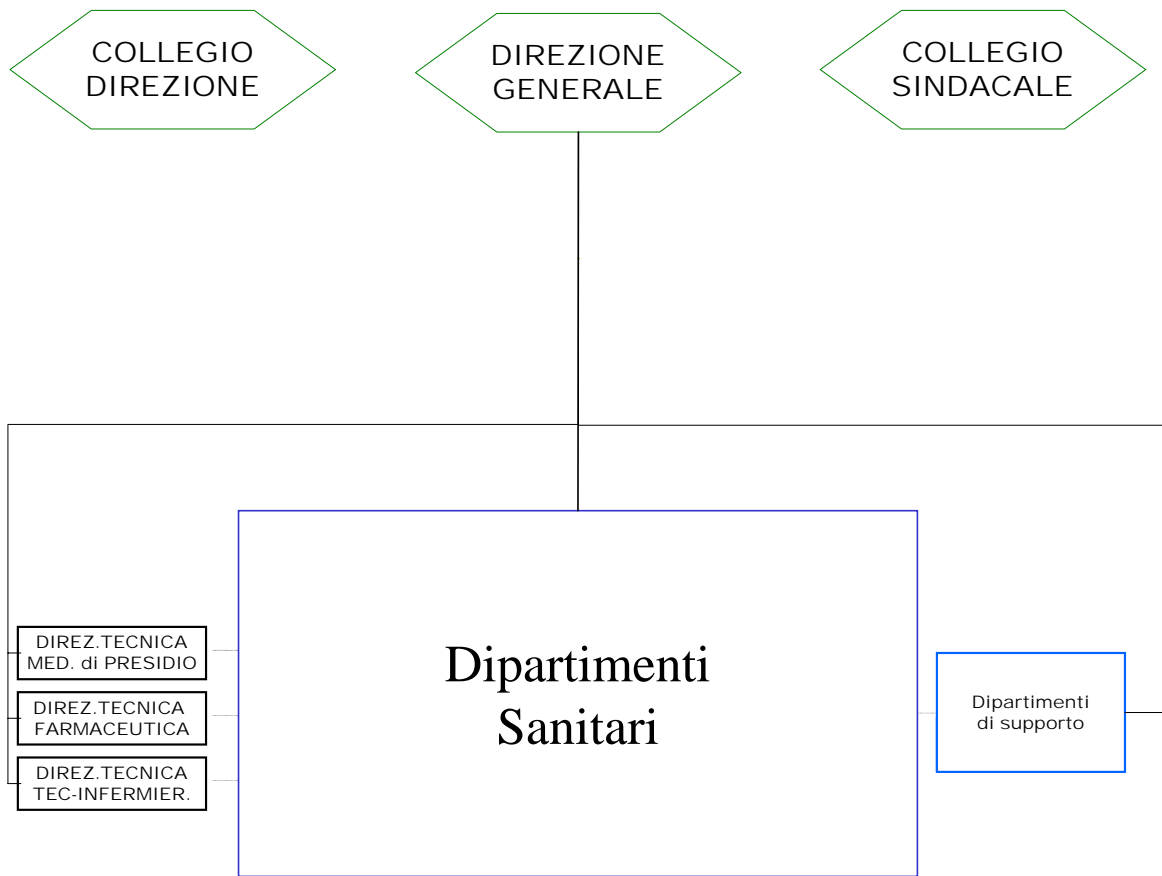 COLLEGIO
DIREZIONE
DIREZIONE
GENERALE
COLLEGIO
SINDACALE
DIREZ.TECNICA
MED. di PRESIDIO
DIREZ.TECNICA
FARMACEUTICA
DIREZ.TECNICA
TEC-INFERMIER.
Dipartimenti
Sanitari
Dipartimenti
di supporto